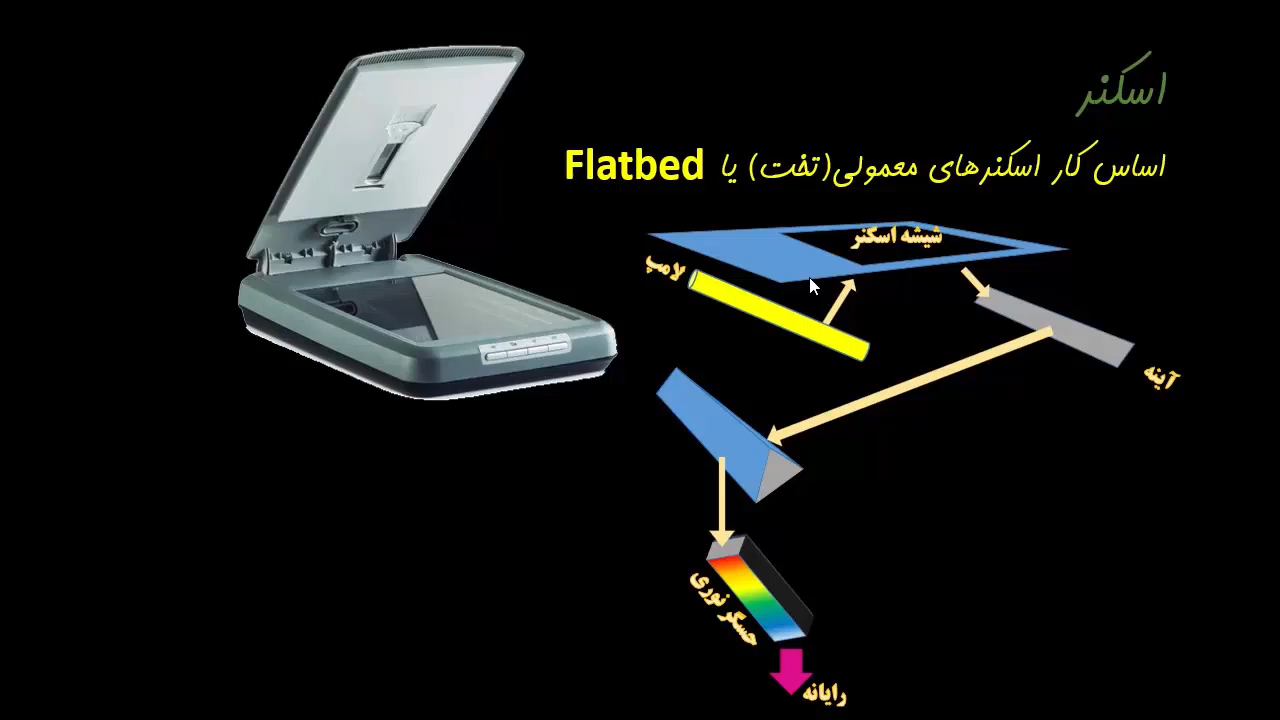 اسکنر
اساس کار اسکنرهای معمولی(تخت) یا Flatbed
شیشه اسکنر
لامپ
آینه
حسگر نوری
رایانه